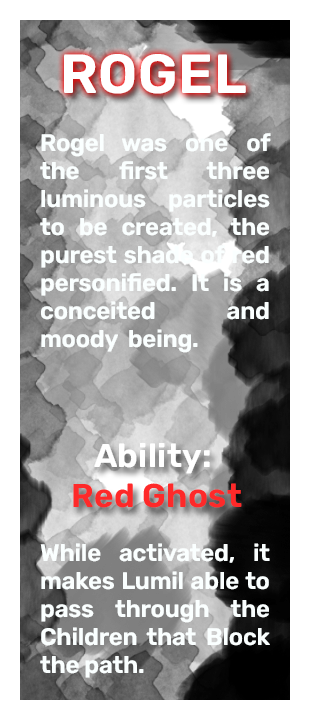 ROGEL
Rogel was one of
the first three
luminous particles
to be created, the
purest shade of red
personified. It is a
conceited and
moody being.
Ability:
Red Ghost
While activated, it
makes Lumil able to
pass through the
Children that Block
the path.